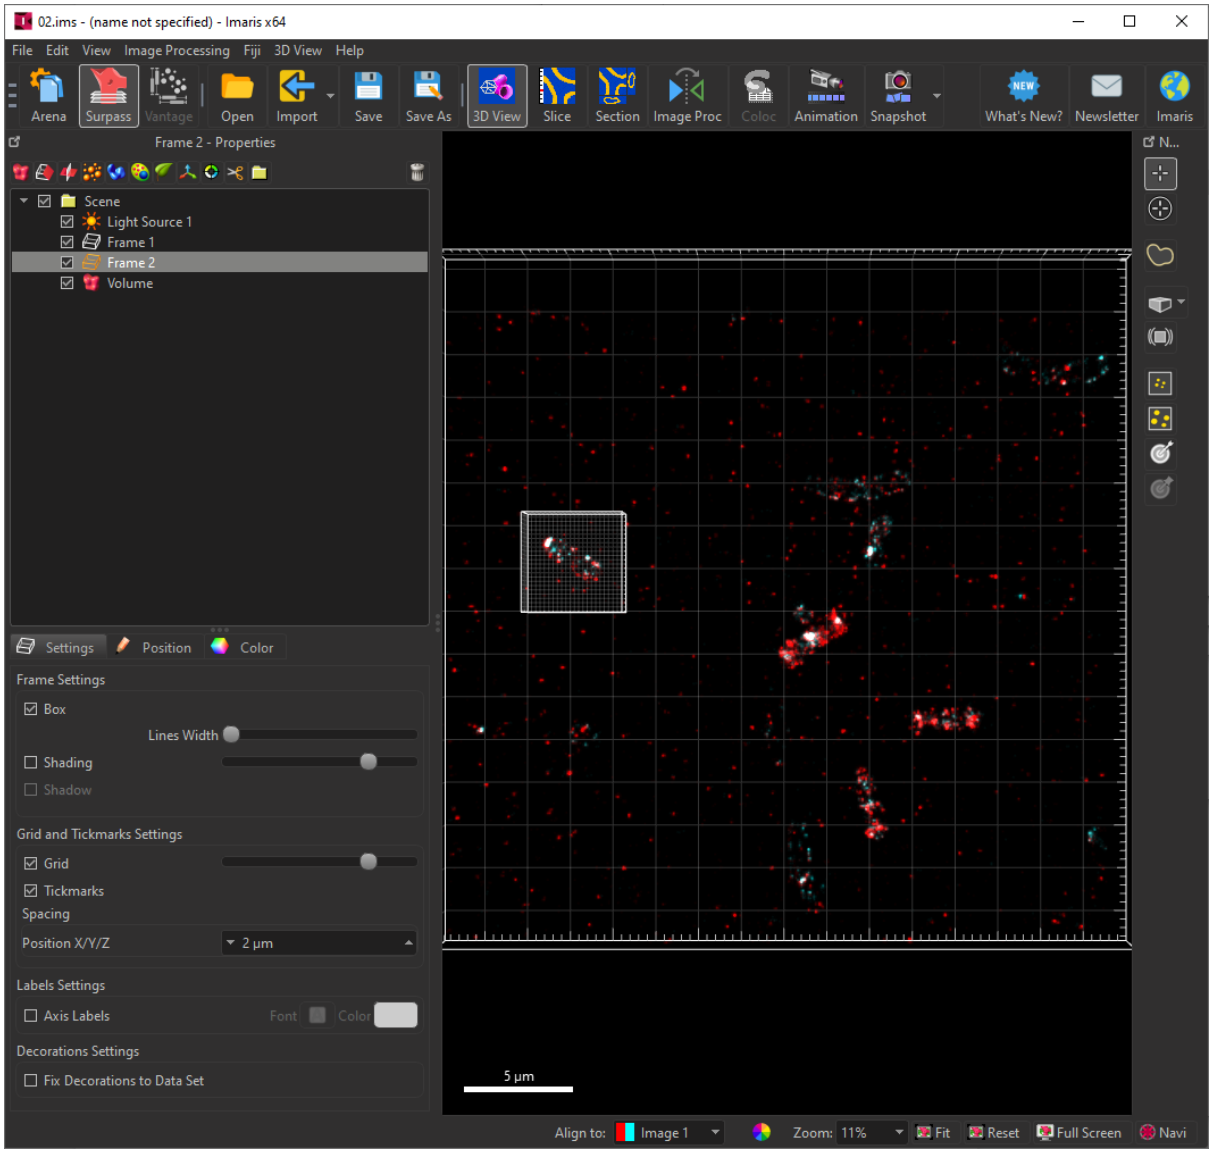 02.ims - (name not specified) - Imaris x64
File Edit View Image Processing Fiji 3D View Help
Arena Surpass Vantage Open Import Save Save As 3D View Slice Section Image Proc Coloc Animation Snapshot NEW What's New? Newsletter Imaris
Frame 2 - Properties
N...
Scene
Light Source 1
Frame 1
Frame 2
Volume
Settings Position Color
Frame Settings
Box
Lines Width
Shading
Shadow
Grid and Tickmarks Settings
Grid
Tickmarks
Spacing
Position X/Y/Z 2 µm
Labels Settings
Axis Labels Font A Color
Decorations Settings
Fix Decorations to Data Set
5 µm
Align to: Image 1 Zoom: 11% Fit Reset Full Screen Navi